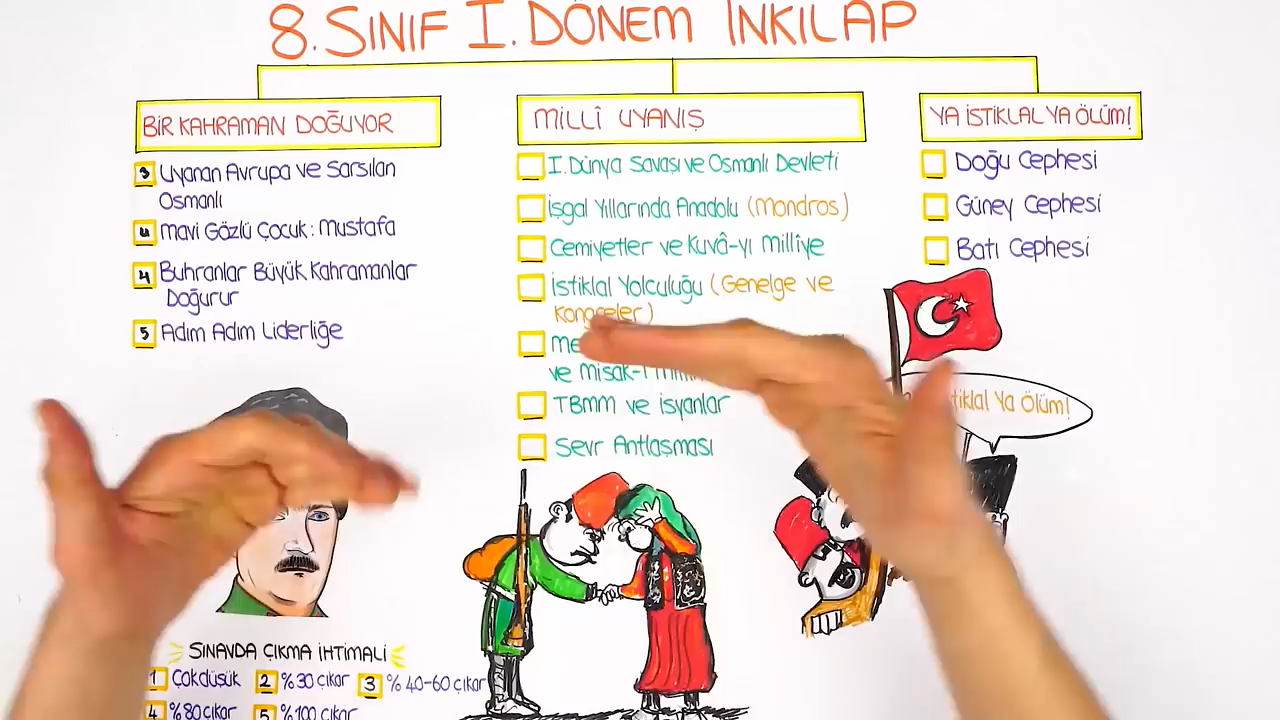 8. SINIF I. DÖNEM İNKILAP
BİR KAHRAMAN DOĞUYOR
3 Uyanan Avrupa ve Sarsılan
Osmanlı
4 Mavi Gözlü Çocuk: Mustafa
4 Buhranlar Büyük Kahramanlar
Doğurur
5 Adım Adım Liderliğe
MİLLÎ UYANIŞ
I. Dünya Savaşı ve Osmanlı Devleti
İşgal Yıllarında Anadolu (Mondros)
Cemiyetler ve Kuvâ-yı Millîye
İstiklal Yolculuğu (Genelge ve
Kongreler)
ve Misak-ı
TBMM ve İsyanlar
Sevr Antlaşması
YA İSTİKLAL YA ÖLÜM!
Doğu Cephesi
Güney Cephesi
Batı Cephesi
Ya Ölüm!
SINAVDA ÇIKMA İHTİMALİ
1 Çok düşük 2 %30 çıkar 3 %40-60 çıkar
4 %80 çıkar 5 %100 çıkar